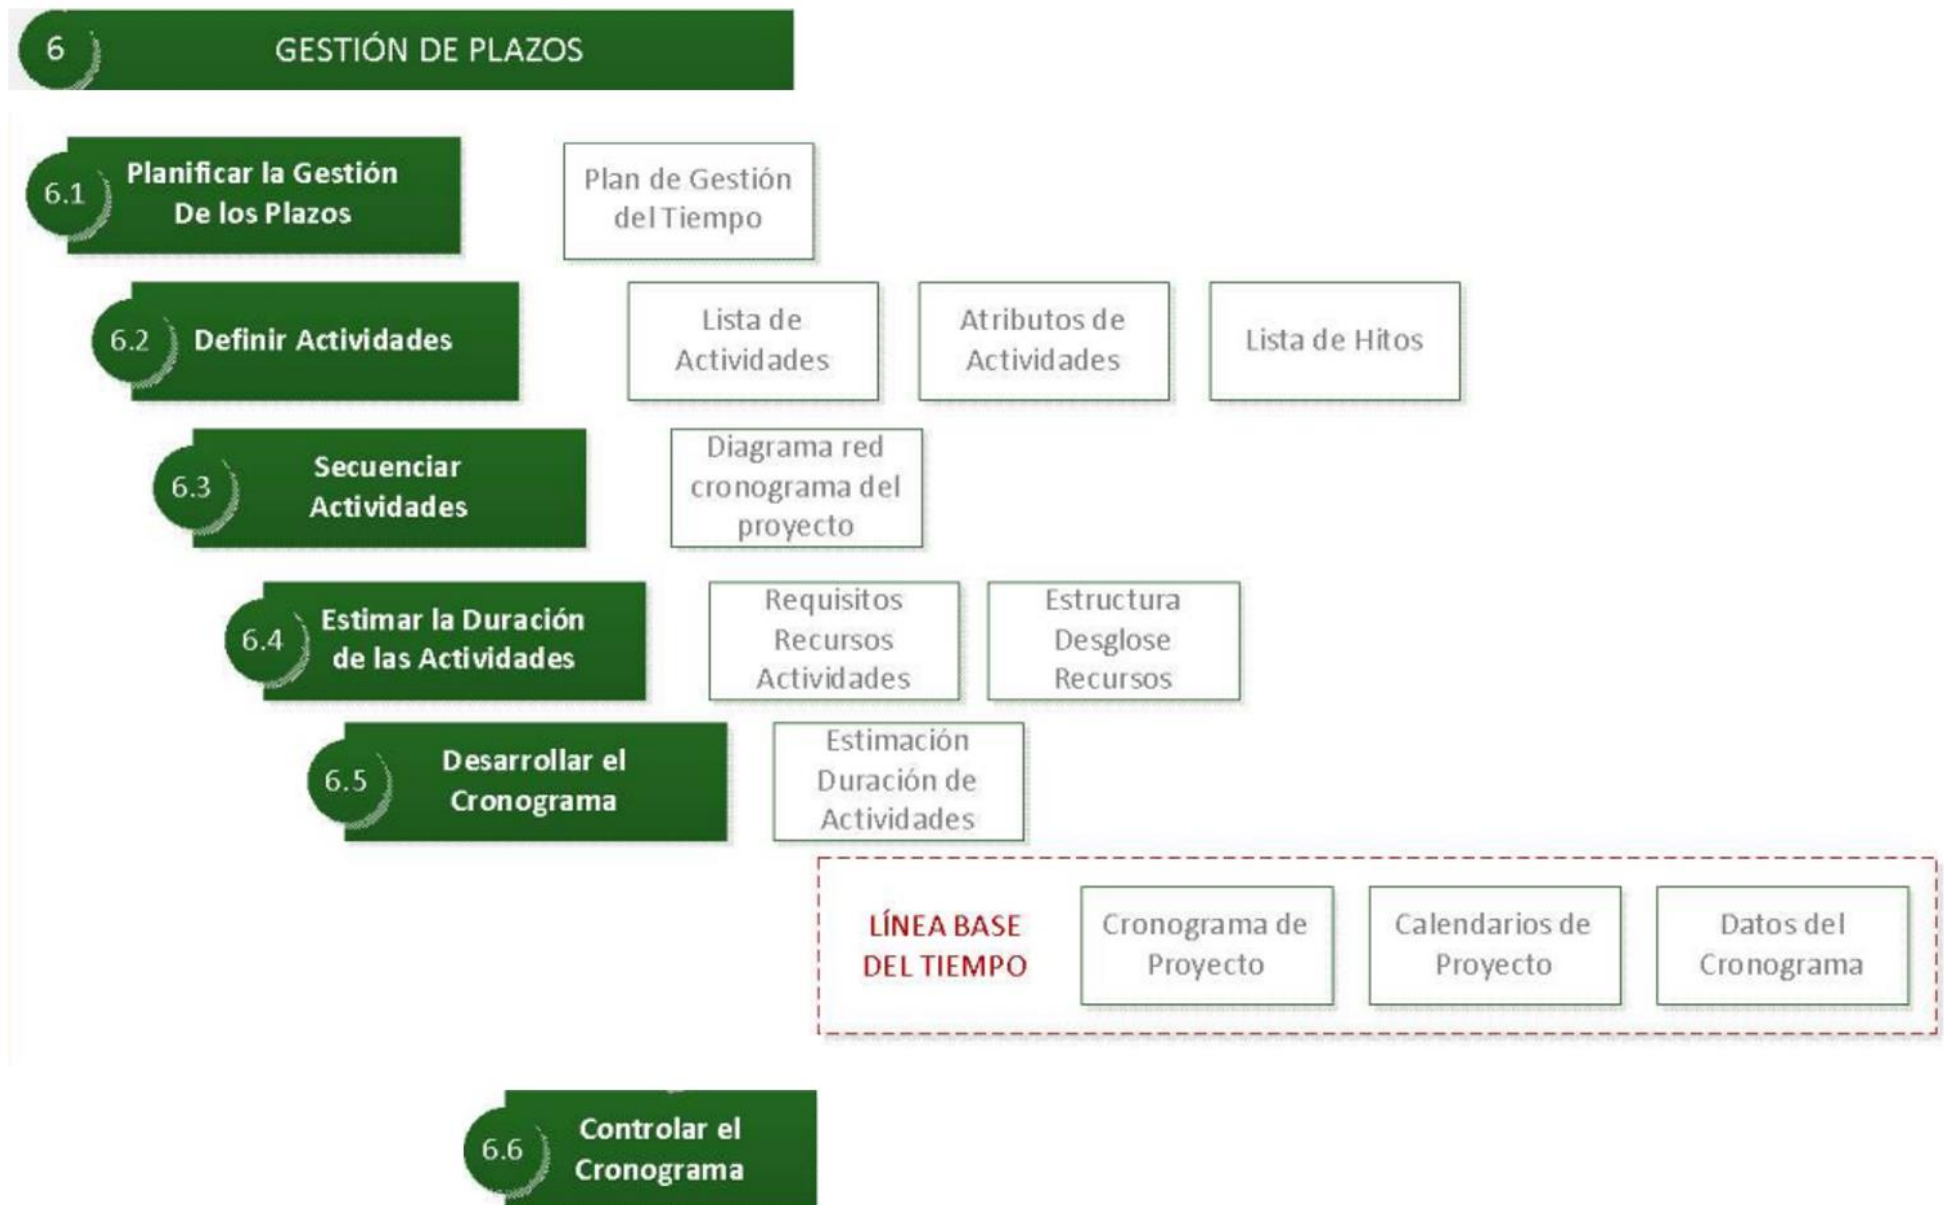 6
GESTIÓN DE PLAZOS
6.1
Planificar la Gestión
De los Plazos
Plan de Gestión
del Tiempo
6.2
Definir Actividades
Lista de
Actividades
Atributos de
Actividades
Lista de Hitos
6.3
Secuenciar
Actividades
Diagrama red
cronograma del
proyecto
6.4
Estimar la Duración
de las Actividades
Requisitos
Recursos
Actividades
Estructura
Desglose
Recursos
6.5
Desarrollar el
Cronograma
Estimación
Duración de
Actividades
LÍNEA BASE
DEL TIEMPO
Cronograma de
Proyecto
Calendarios de
Proyecto
Datos del
Cronograma
6.6
Controlar el
Cronograma